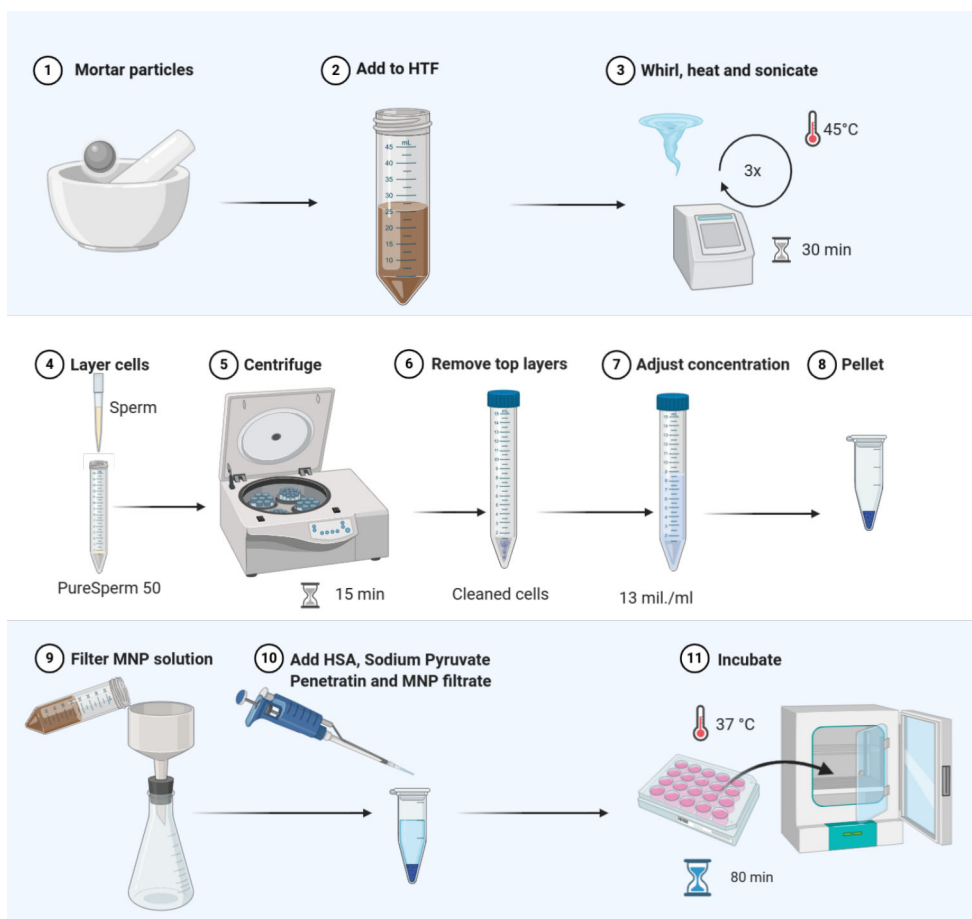 1 Mortar particles
2 Add to HTF
3 Whirl, heat and sonicate
mL
45
40
35
30
25
20
15
10
45°C
3x
30 min
4 Layer cells
5 Centrifuge
6 Remove top layers
7 Adjust concentration
8 Pellet
Sperm
PureSperm 50
15 min
Cleaned cells
13 mil./ml
9 Filter MNP solution
10 Add HSA, Sodium Pyruvate
Penetratin and MNP filtrate
11 Incubate
37 °C
80 min